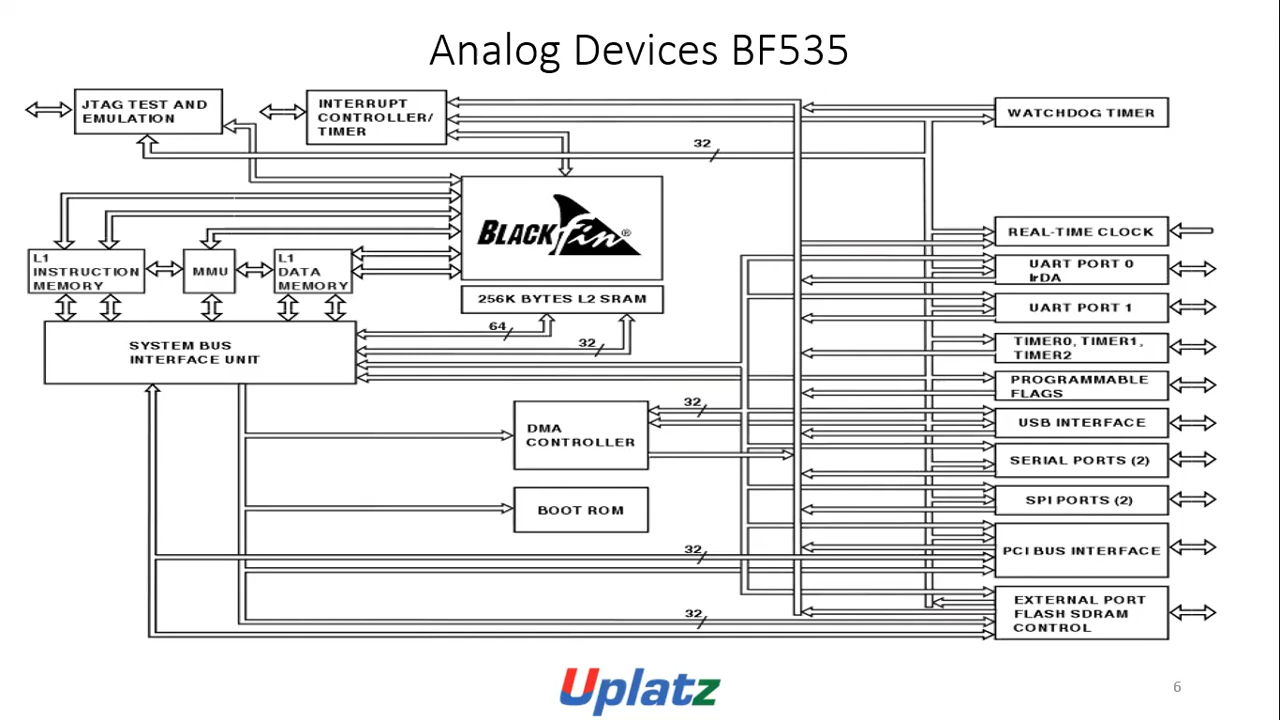 Analog Devices BF535
JTAG TEST AND
EMULATION
INTERRUPT
CONTROLLER/
TIMER
WATCHDOG TIMER
32
BLACKfin®
REAL-TIME CLOCK
L1
INSTRUCTION
MEMORY
MMU
L1
DATA
MEMORY
UART PORT 0
IrDA
256K BYTES L2 SRAM
UART PORT 1
64
32
SYSTEM BUS
INTERFACE UNIT
TIMER0, TIMER1,
TIMER2
PROGRAMMABLE
FLAGS
32
DMA
CONTROLLER
USB INTERFACE
SERIAL PORTS (2)
BOOT ROM
SPI PORTS (2)
32
PCI BUS INTERFACE
32
EXTERNAL PORT
FLASH SDRAM
CONTROL
Uplatz
6